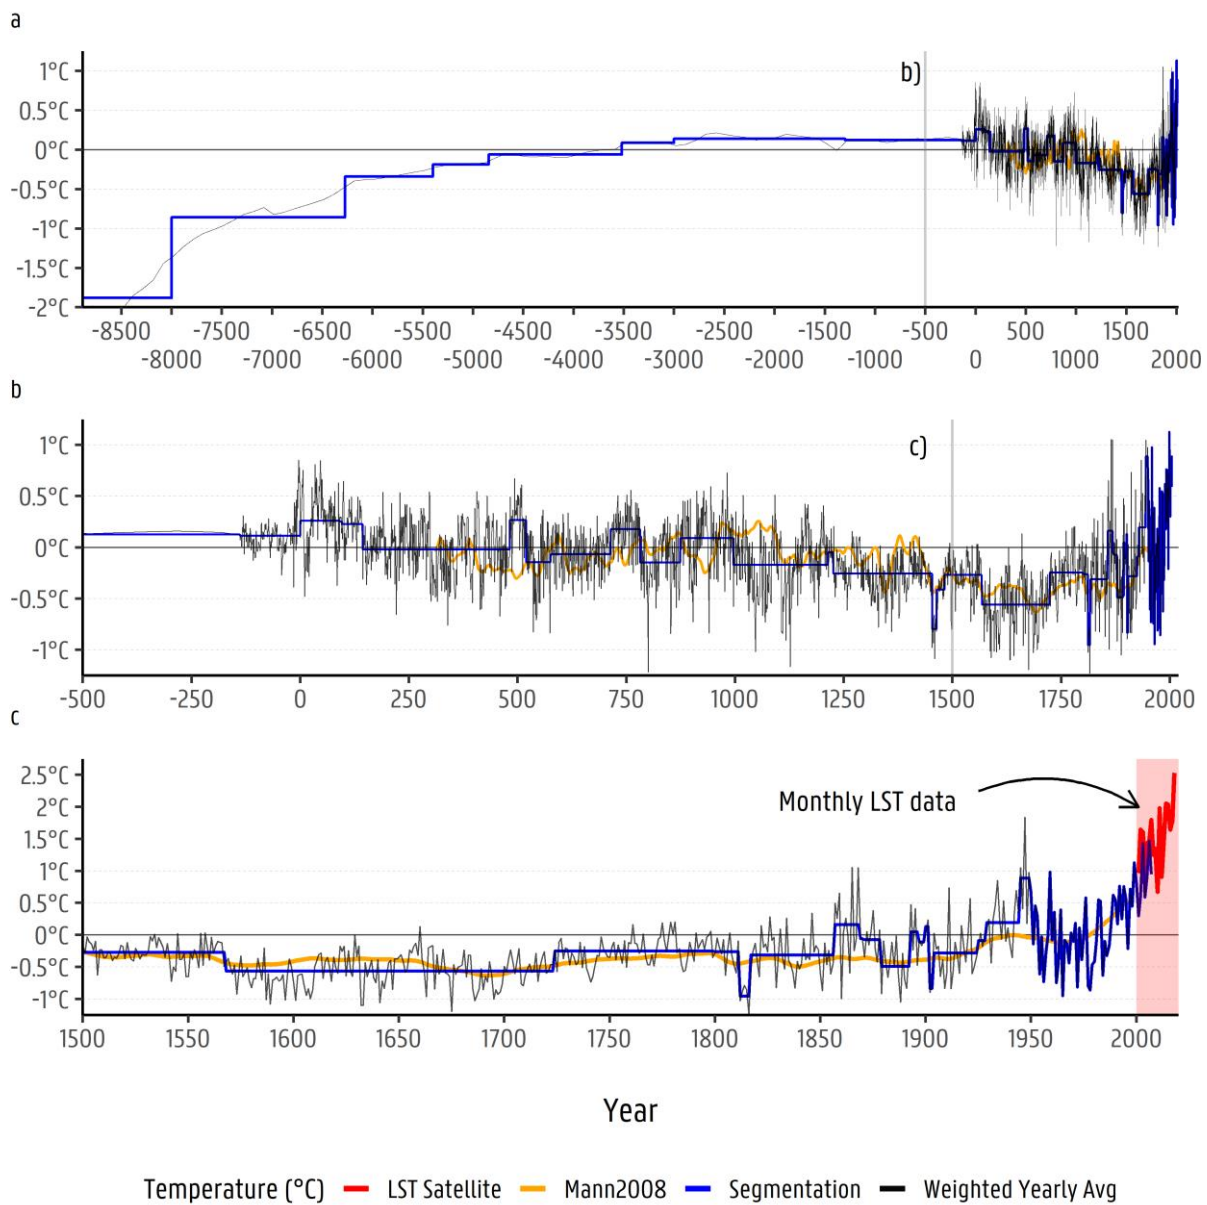 a
1°C
0.5°C
0°C
-0.5°C
-1°C
-1.5°C
-2°C
b)
-8500 -7500 -6500 -5500 -4500 -3500 -2500 -1500 -500 500 1500
-8000 -7000 -6000 -5000 -4000 -3000 -2000 -1000 0 1000 2000
b
1°C
0.5°C
0°C
-0.5°C
-1°C
c)
-500 -250 0 250 500 750 1000 1250 1500 1750 2000
c
2.5°C
2°C
1.5°C
1°C
0.5°C
0°C
-0.5°C
-1°C
Monthly LST data
1500 1550 1600 1650 1700 1750 1800 1850 1900 1950 2000
Year
Temperature (°C) LST Satellite Mann2008 Segmentation Weighted Yearly Avg